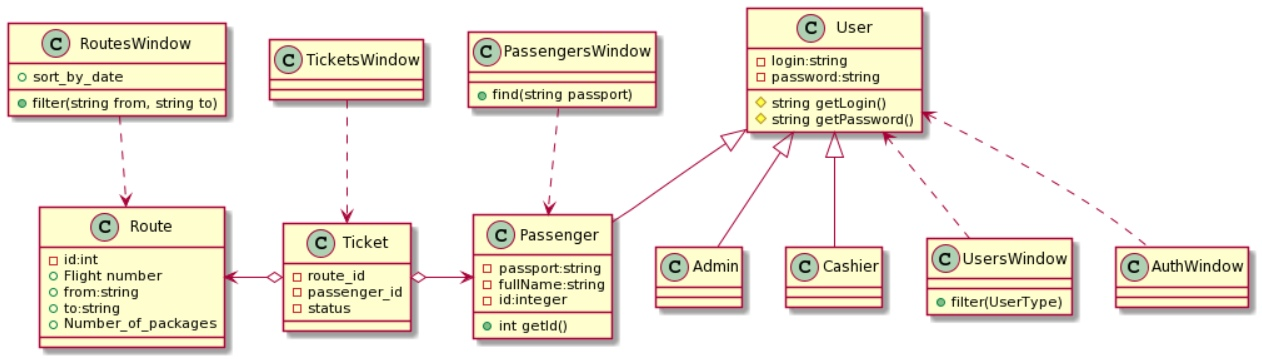 C RoutesWindow
sort_by_date
filter(string from, string to)
C TicketsWindow
C PassengersWindow
find(string passport)
C User
login:string
password:string
string getLogin()
string getPassword()
C Route
id:int
Flight number
from:string
to:string
Number_of_packages
C Ticket
route_id
passenger_id
status
C Passenger
passport:string
fullName:string
id:integer
int getId()
C Admin
C Cashier
C UsersWindow
filter(UserType)
C AuthWindow